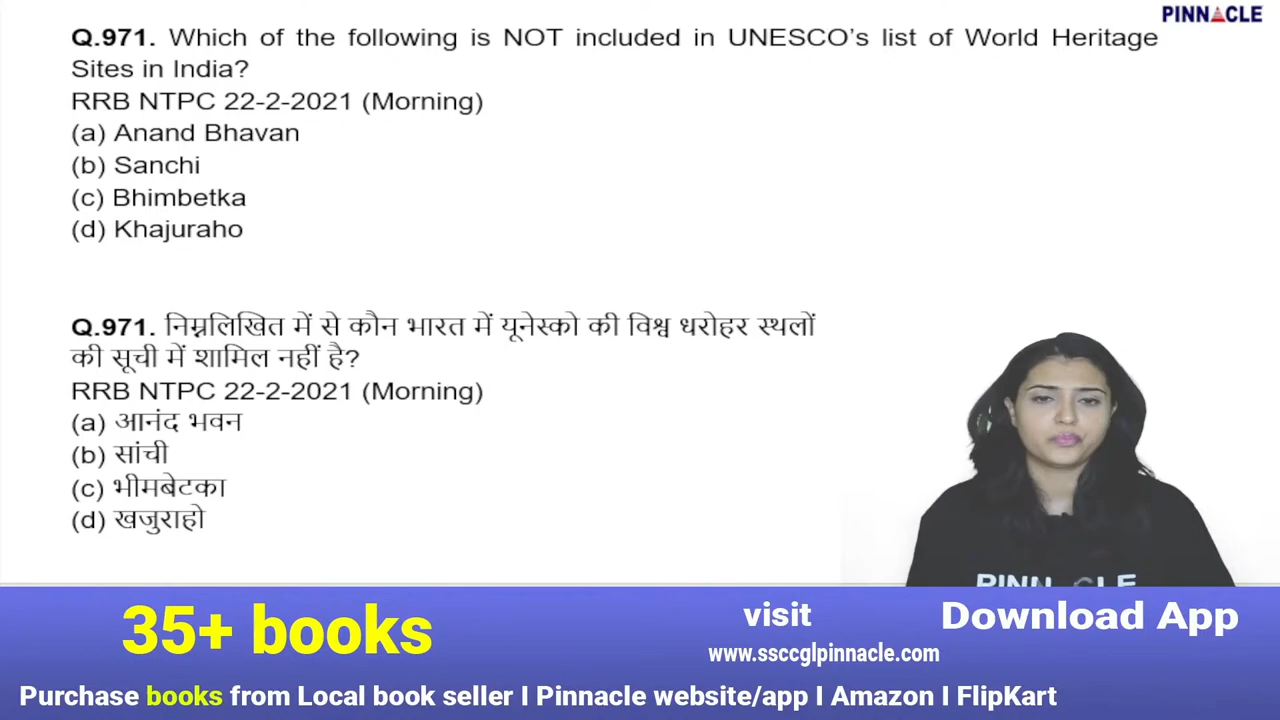 PINNACLE
Q.971. Which of the following is NOT included in UNESCO's list of World Heritage
Sites in India?
RRB NTPC 22-2-2021 (Morning)
(a) Anand Bhavan
(b) Sanchi
(c) Bhimbetka
(d) Khajuraho
Q.971. निम्नलिखित में से कौन भारत में यूनेस्को की विश्व धरोहर स्थलों
की सूची में शामिल नहीं है?
RRB NTPC 22-2-2021 (Morning)
(a) आनंद भवन
(b) सांची
(c) भीमबेटका
(d) खजुराहो
PINNACLE
35+ books
visit
www.ssccglpinnacle.com
Download App
Purchase books from Local book seller I Pinnacle website/app I Amazon I FlipKart